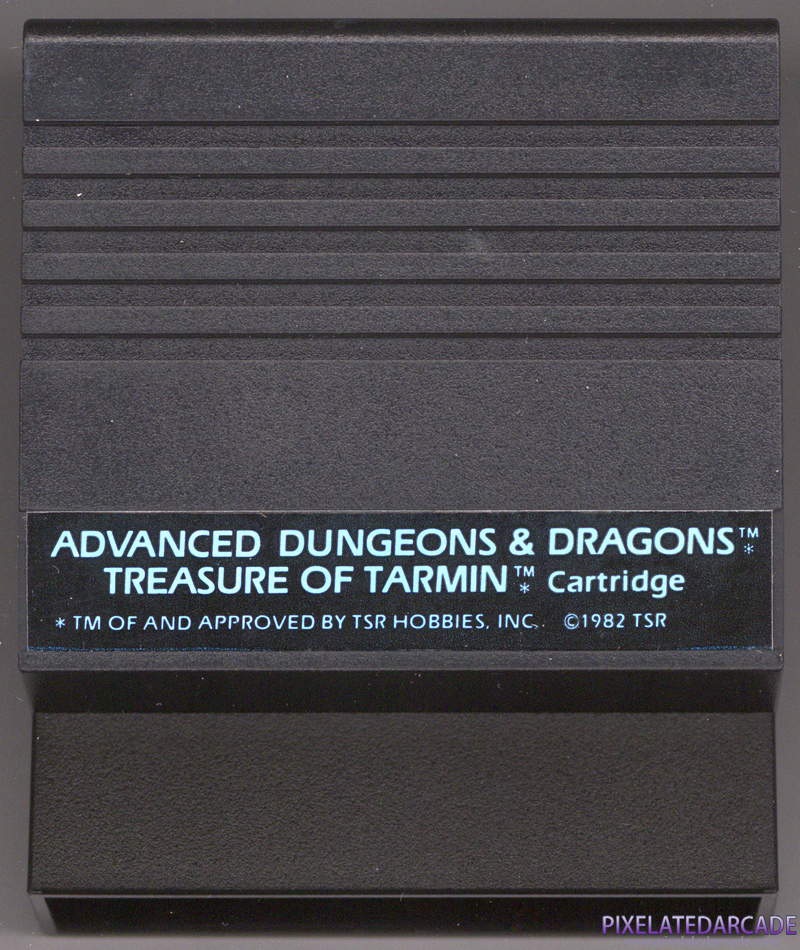 ADVANCED DUNGEONS & DRAGONS™*
TREASURE OF TARMIN™* Cartridge
* TM OF AND APPROVED BY TSR HOBBIES, INC. ©1982 TSR
PIXELATEDARCADE